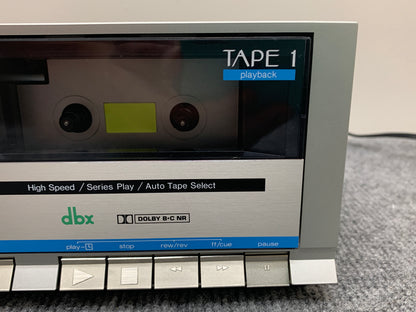 TAPE 1
playback
High Speed / Series Play / Auto Tape Select
dbx
DOLBY B·C NR
play- stop rew/rev ff/cue pause